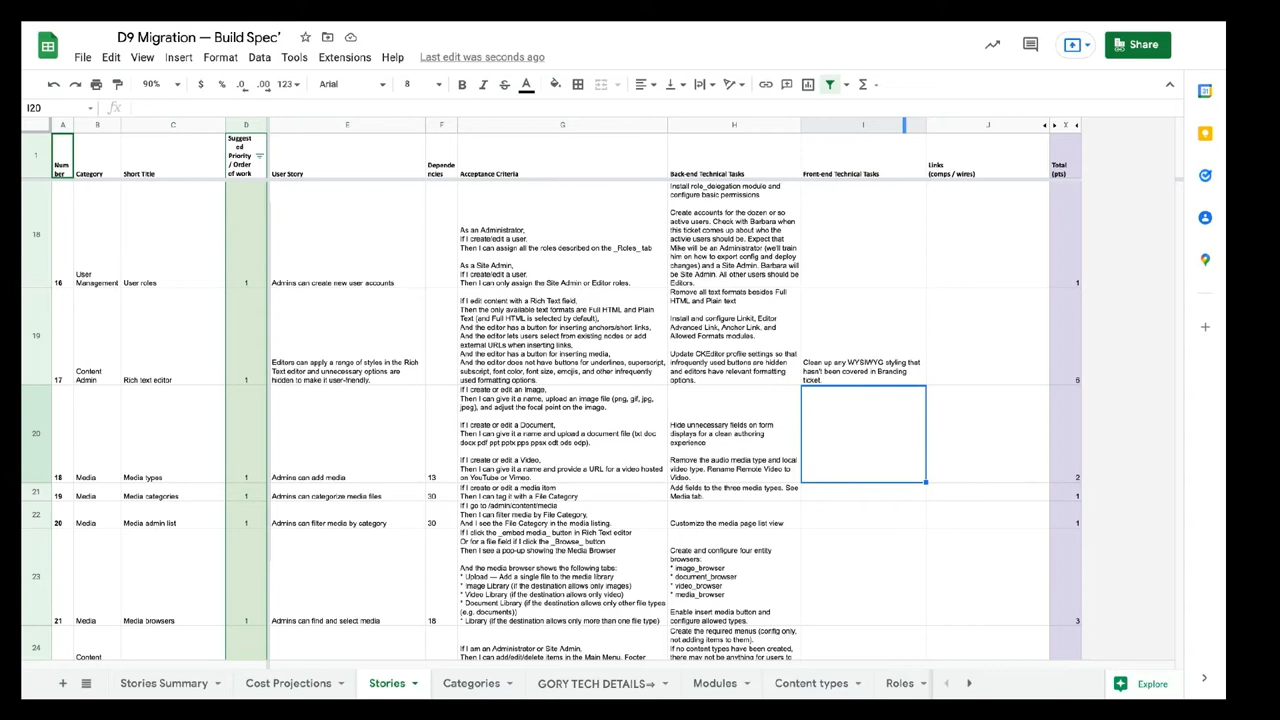 D9 Migration — Build Spec'
File Edit View Insert Format Data Tools Extensions Help Last edit was seconds ago
Share
90% $ % .0 .00 123 Arial 8 B I S A Σ
I20 fx
A B C D E F G H I J X
1
Num
ber
Category
Short Title
Suggest
ed
Priority
/ Order
of work
User Story
Depende
ncies
Acceptance Criteria
Back-end Technical Tasks
Front-end Technical Tasks
Links
(comps / wires)
Total
(pts)
18
16
User
Management
User roles
1
Admins can create new user accounts
As an Administrator,
If I create/edit a user,
Then I can assign all the roles described on the _Roles_ tab
As a Site Admin,
If I create/edit a user,
Then I can only assign the Site Admin or Editor roles.
Install role_delegation module and
configure basic permissions
Create accounts for the dozen or so
active users. Check with Barbara when
this ticket comes up about who the
active users should be. Expect that
Mike will be an Administrator (we'll train
him on how to export config and deploy
changes) and a Site Admin. Barbara will
be Site Admin. All other users should be
Editors.
1
19
17
Content
Admin
Rich text editor
1
Editors can apply a range of styles in the Rich
Text editor and unnecessary options are
hidden to make it user-friendly.
If I edit content with a Rich Text field,
Then the only available text formats are Full HTML and Plain
Text (and Full HTML is selected by default),
And the editor has a button for inserting anchors/short links,
And the editor lets users select from existing nodes or add
external URLs when inserting links,
And the editor has a button for inserting media,
And the editor does not have buttons for underlines, superscript,
subscript, font color, font size, emojis, and other infrequently
used formatting options.
Remove all text formats besides Full
HTML and Plain text
Install and configure Linkit, Editor
Advanced Link, Anchor Link, and
Allowed Formats modules.
Update CKEditor profile settings so that
infrequently used buttons are hidden
and editors have relevant formatting
options.
Clean up any WYSIWYG styling that
hasn't been covered in Branding
ticket.
6
20
18
Media
Media types
1
Admins can add media
13
If I create or edit an Image,
Then I can give it a name, upload an image file (png, gif, jpg,
jpeg), and adjust the focal point on the image.
If I create or edit a Document,
Then I can give it a name and upload a document file (txt doc
docx pdf ppt pptx pps ppsx odt ods odp).
If I create or edit a Video,
Then I can give it a name and provide a URL for a video hosted
on YouTube or Vimeo.
Hide unnecessary fields on form
displays for a clean authoring
experience
Remove the audio media type and local
video type. Rename Remote Video to
Video.
2
21
19
Media
Media categories
1
Admins can categorize media files
30
If I create or edit a media item
Then I can tag it with a File Category
Add fields to the three media types. See
Media tab.
1
22
20
Media
Media admin list
1
Admins can filter media by category
30
If I go to /admin/content/media
Then I can filter media by File Category,
And I see the File Category in the media listing.
Customize the media page list view
1
23
21
Media
Media browsers
1
Admins can find and select media
18
If I click the _embed media_ button in Rich Text editor
Or for a file field if I click the _Browse_ button
Then I see a pop-up showing the Media Browser
And the media browser shows the following tabs:
* Upload — Add a single file to the media library
* Image Library (if the destination allows only images)
* Video Library (if the destination allows only video)
* Document Library (if the destination allows only other file types
(e.g. documents))
* Library (if the destination allows only more than one file type)
Create and configure four entity
browsers:
* image_browser
* document_browser
* video_browser
* media_browser
Enable insert media button and
configure allowed types.
3
24
Content
If I am an Administrator or Site Admin,
Then I can add/edit/delete items in the Main Menu, Footer
Create the required menus (config only,
not adding items to them).
If no content types have been created,
there may not be anything for users to
Stories Summary Cost Projections Stories Categories GORY TECH DETAILS⇒ Modules Content types Roles Explore